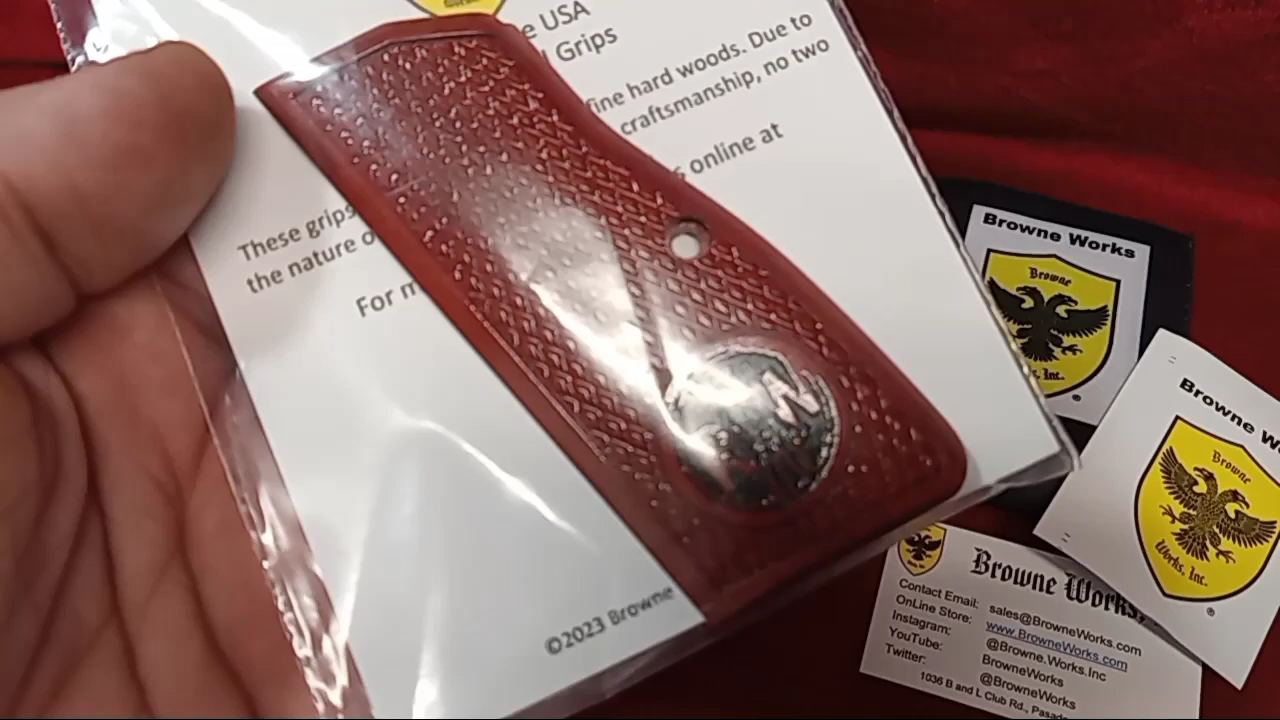 e USA
Grips
fine hard woods. Due to
craftsmanship, no two
s online at
These grips
the nature o
For m
©2023 Browne
Browne Works
Browne
Inc.
®
Browne W
Browne
Works, Inc.
®
Browne Works,
Contact Email: sales@BrowneWorks.com
OnLine Store: www.BrowneWorks.com
Instagram: @Browne.Works.Inc
YouTube: BrowneWorks
Twitter: @BrowneWorks
1036 B and L Club Rd., Pasad